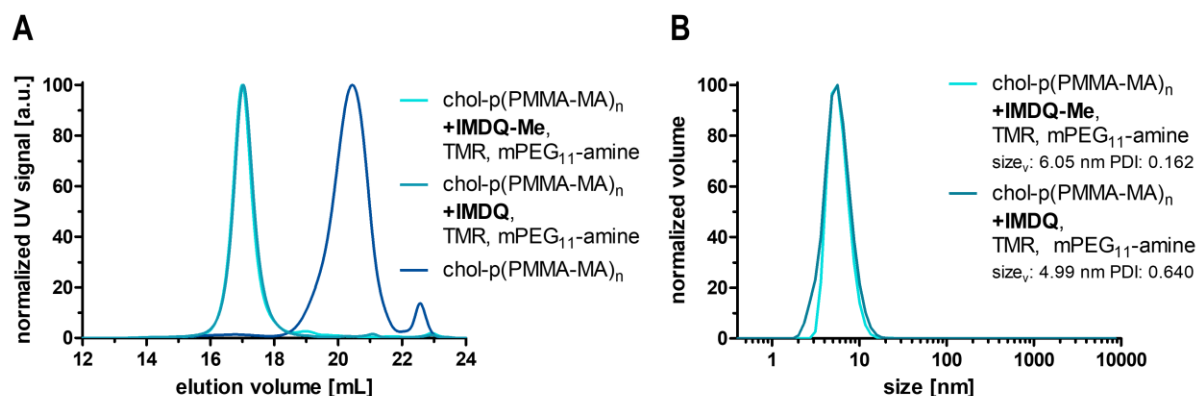 A
normalized UV signal [a.u.]
100
80
60
40
20
0
12
14
16
18
20
22
24
elution volume [mL]
chol-p(PMMA-MA)n
+IMDQ-Me,
TMR, mPEG11-amine
chol-p(PMMA-MA)n
+IMDQ,
TMR, mPEG11-amine
chol-p(PMMA-MA)n
B
normalized volume
100
80
60
40
20
0
1
10
100
1000
10000
size [nm]
chol-p(PMMA-MA)n
+IMDQ-Me,
TMR, mPEG11-amine
sizev: 6.05 nm PDI: 0.162
chol-p(PMMA-MA)n
+IMDQ,
TMR, mPEG11-amine
sizev: 4.99 nm PDI: 0.640